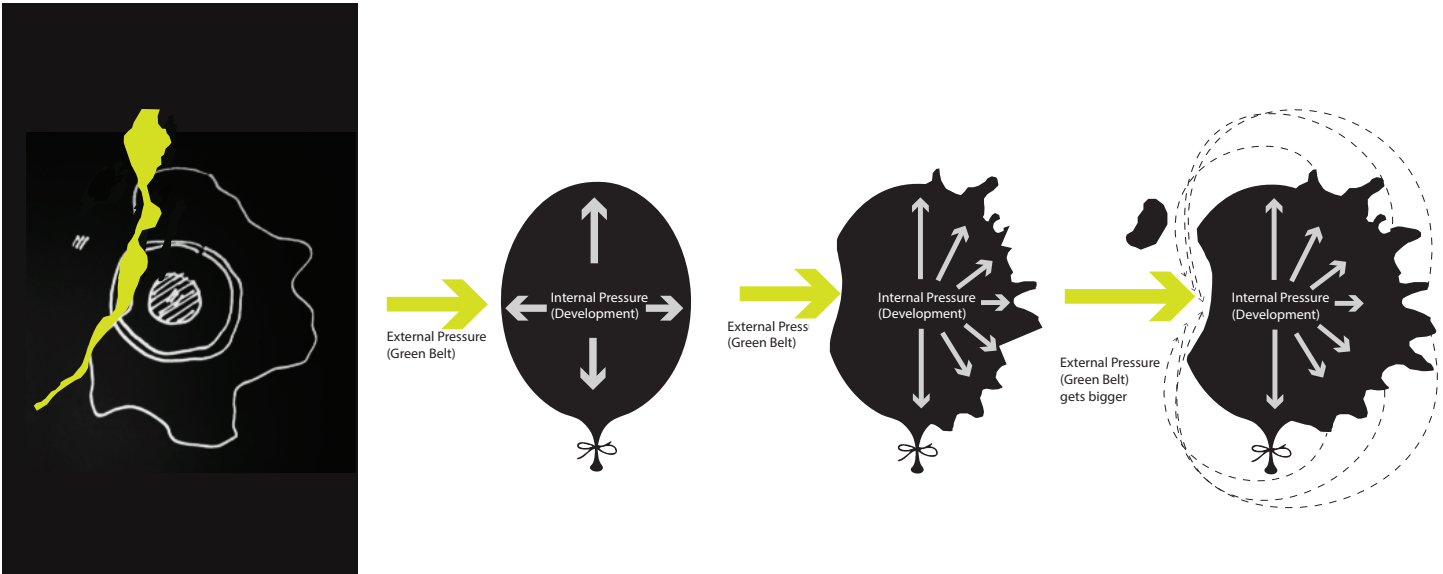 External Pressure
(Green Belt)
Internal Pressure
(Development)
External Press
(Green Belt)
Internal Pressure
(Development)
External Pressure
(Green Belt)
gets bigger
Internal Pressure
(Development)